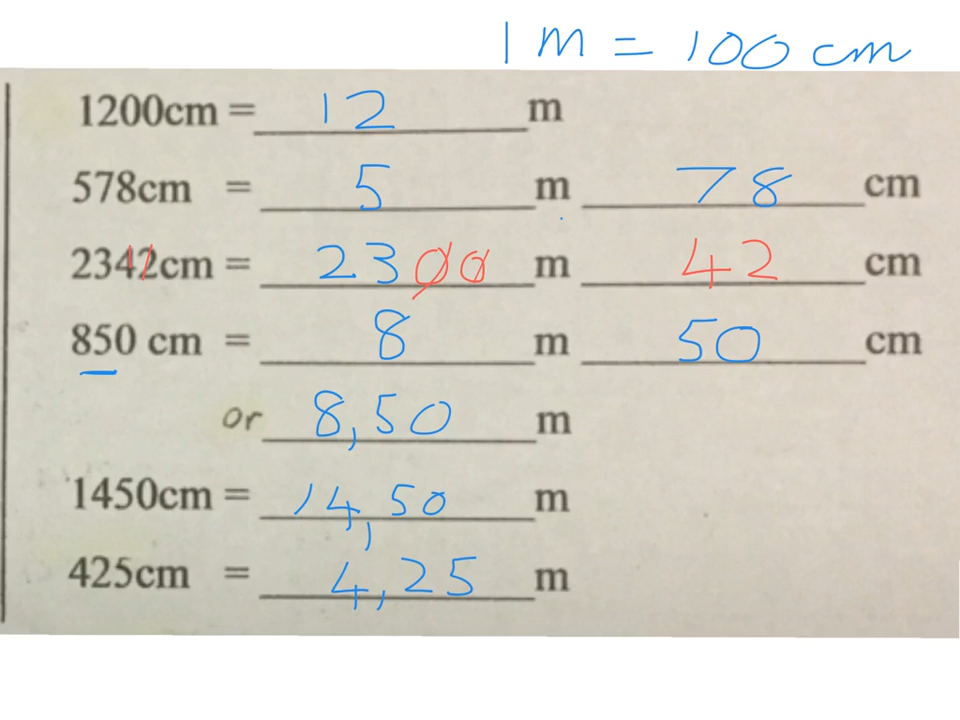 1 m = 100 cm
1200cm = 12 m
578cm = 5 m 78 cm
2342cm = 2300 m 42 cm
850 cm = 8 m 50 cm
or 8,50 m
1450cm = 14,50 m
425cm = 4,25 m